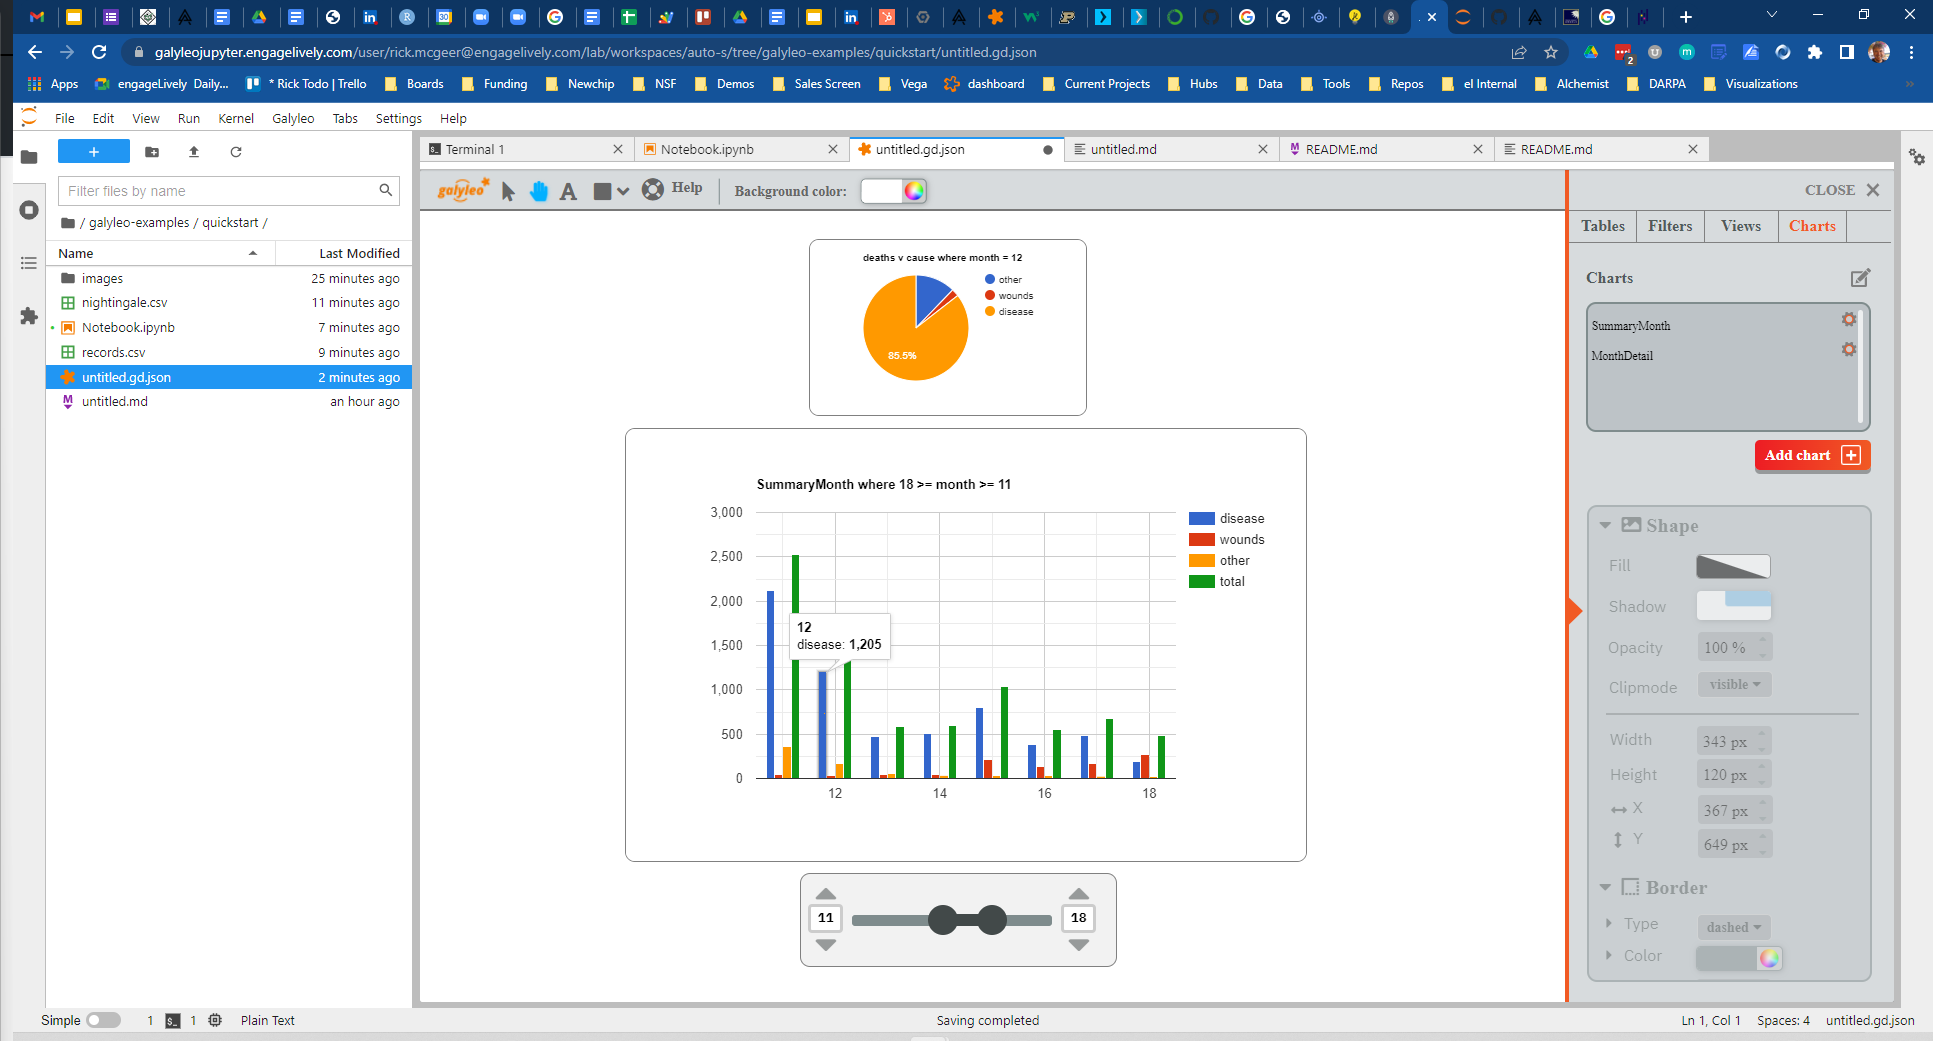 galyleojupyter.engagelively.com/user/rick.mcgeer@engagelively.com/lab/workspaces/auto-s/tree/galyleo-examples/quickstart/untitled.gd.json
2
Apps
engageLively Daily...
* Rick Todo | Trello
Boards
Funding
Newchip
NSF
Demos
Sales Screen
Vega
dashboard
Current Projects
Hubs
Data
Tools
Repos
el Internal
Alchemist
DARPA
Visualizations
»
File
Edit
View
Run
Kernel
Galyleo
Tabs
Settings
Help
+
Terminal 1
Notebook.ipynb
untitled.gd.json
untitled.md
README.md
README.md
Filter files by name
/ galyleo-examples / quickstart /
Name
Last Modified
images
25 minutes ago
nightingale.csv
11 minutes ago
Notebook.ipynb
7 minutes ago
records.csv
9 minutes ago
untitled.gd.json
2 minutes ago
untitled.md
an hour ago
galyleo
A
Help
Background color:
CLOSE
Tables
Filters
Views
Charts
deaths v cause where month = 12
other
wounds
disease
85.5%
SummaryMonth where 18 >= month >= 11
3,000
2,500
2,000
1,500
1,000
500
0
12
14
16
18
disease
wounds
other
total
12
disease: 1,205
11
18
Charts
SummaryMonth
MonthDetail
Add chart
Shape
Fill
Shadow
Opacity
100 %
Clipmode
visible
Width
343 px
Height
120 px
X
367 px
Y
649 px
Border
Type
dashed
Color
Simple
1
1
Plain Text
Saving completed
Ln 1, Col 1
Spaces: 4
untitled.gd.json